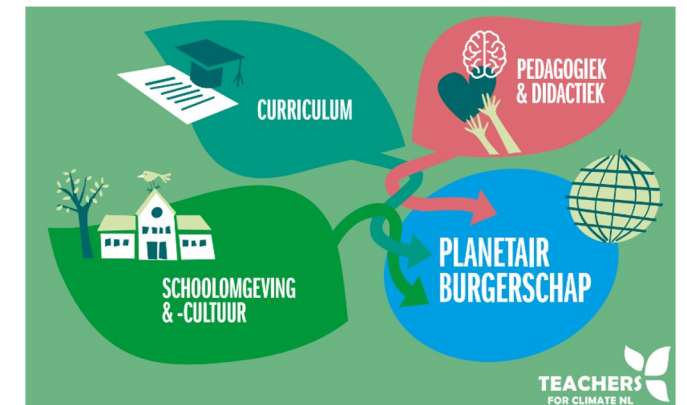 CURRICULUM
PEDAGOGIEK
& DIDACTIEK
SCHOOLOMGEVING
& -CULTUUR
PLANETAIR
BURGERSCHAP
TEACHERS
FOR CLIMATE NL